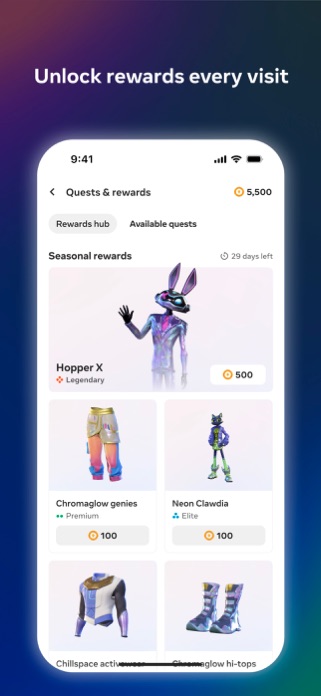 Unlock rewards every visit
9:41
Quests & rewards
5,500
Rewards hub
Available quests
Seasonal rewards
29 days left
Hopper X
Legendary
500
Chromaglow genies
Premium
100
Neon Clawdia
Elite
100
Chillspace activewear
Chromaglow hi-tops